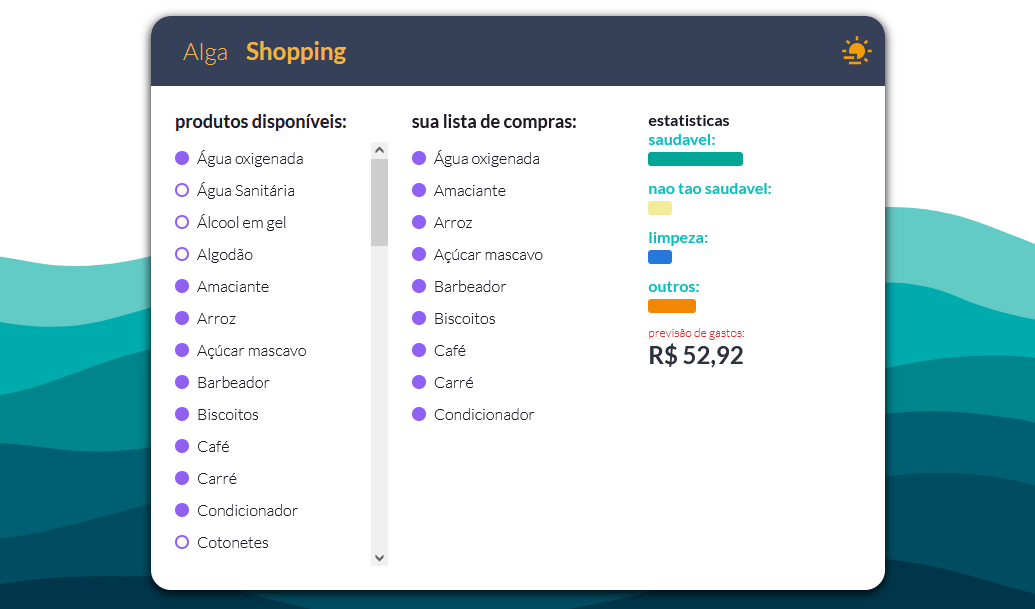 Alga Shopping
produtos disponíveis:
Água oxigenada
Água Sanitária
Álcool em gel
Algodão
Amaciante
Arroz
Açúcar mascavo
Barbeador
Biscoitos
Café
Carré
Condicionador
Cotonetes
sua lista de compras:
Água oxigenada
Amaciante
Arroz
Açúcar mascavo
Barbeador
Biscoitos
Café
Carré
Condicionador
estatisticas
saudavel:
nao tao saudavel:
limpeza:
outros:
previsão de gastos:
R$ 52,92